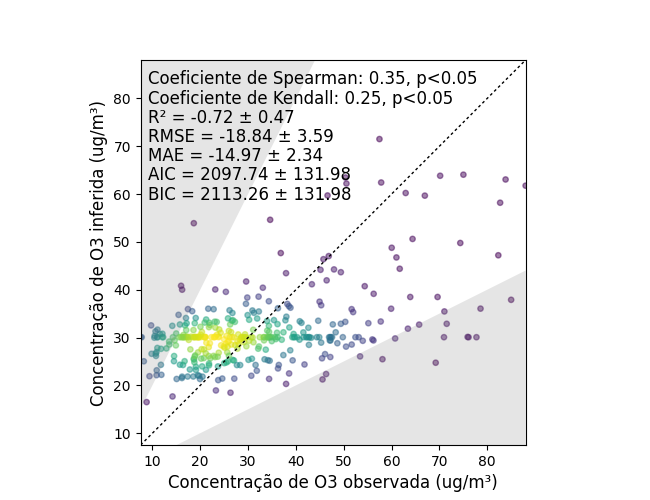 Coeficiente de Spearman: 0.35, p<0.05
Coeficiente de Kendall: 0.25, p<0.05
R² = -0.72 ± 0.47
RMSE = -18.84 ± 3.59
MAE = -14.97 ± 2.34
AIC = 2097.74 ± 131.98
BIC = 2113.26 ± 131.98
Concentração de O3 inferida (ug/m³)
80
70
60
50
40
30
20
10
10 20 30 40 50 60 70 80
Concentração de O3 observada (ug/m³)